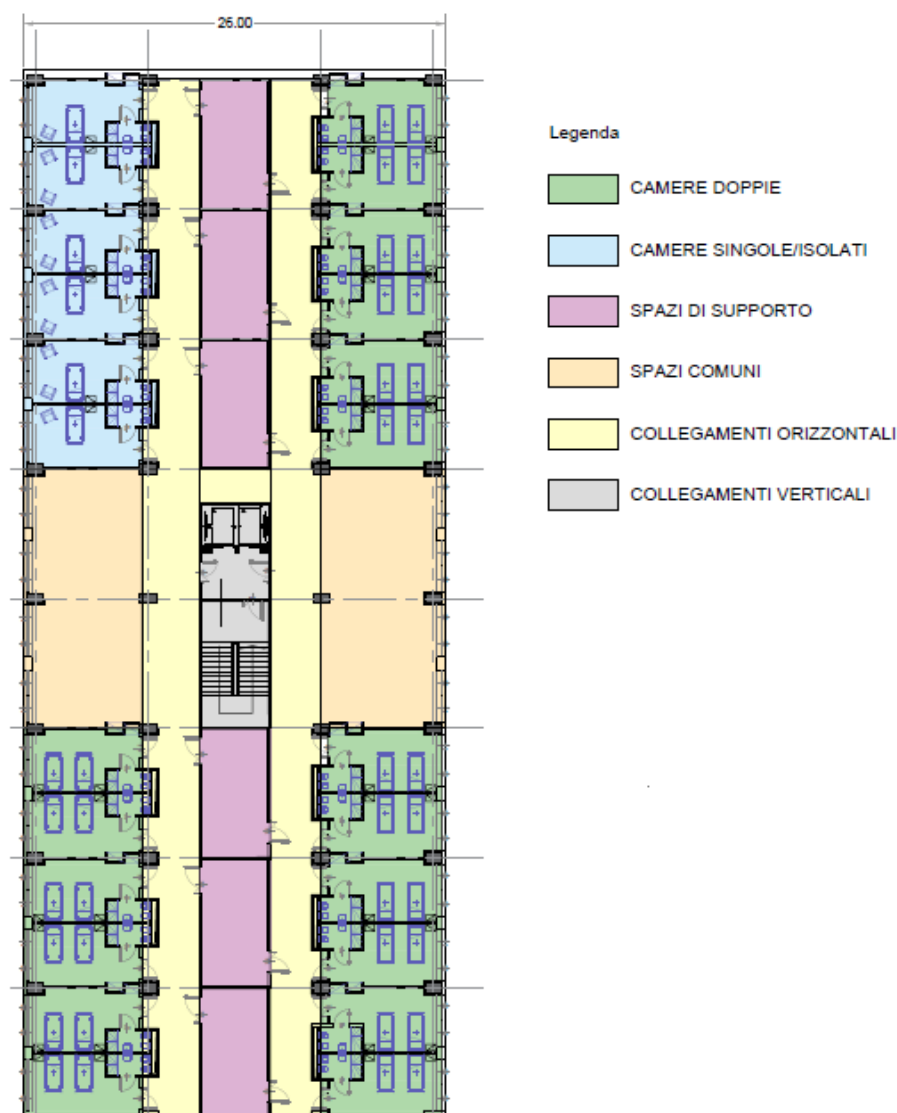 26.00
Legenda
CAMERE DOPPIE
CAMERE SINGOLE/ISOLATI
SPAZI DI SUPPORTO
SPAZI COMUNI
COLLEGAMENTI ORIZZONTALI
COLLEGAMENTI VERTICALI